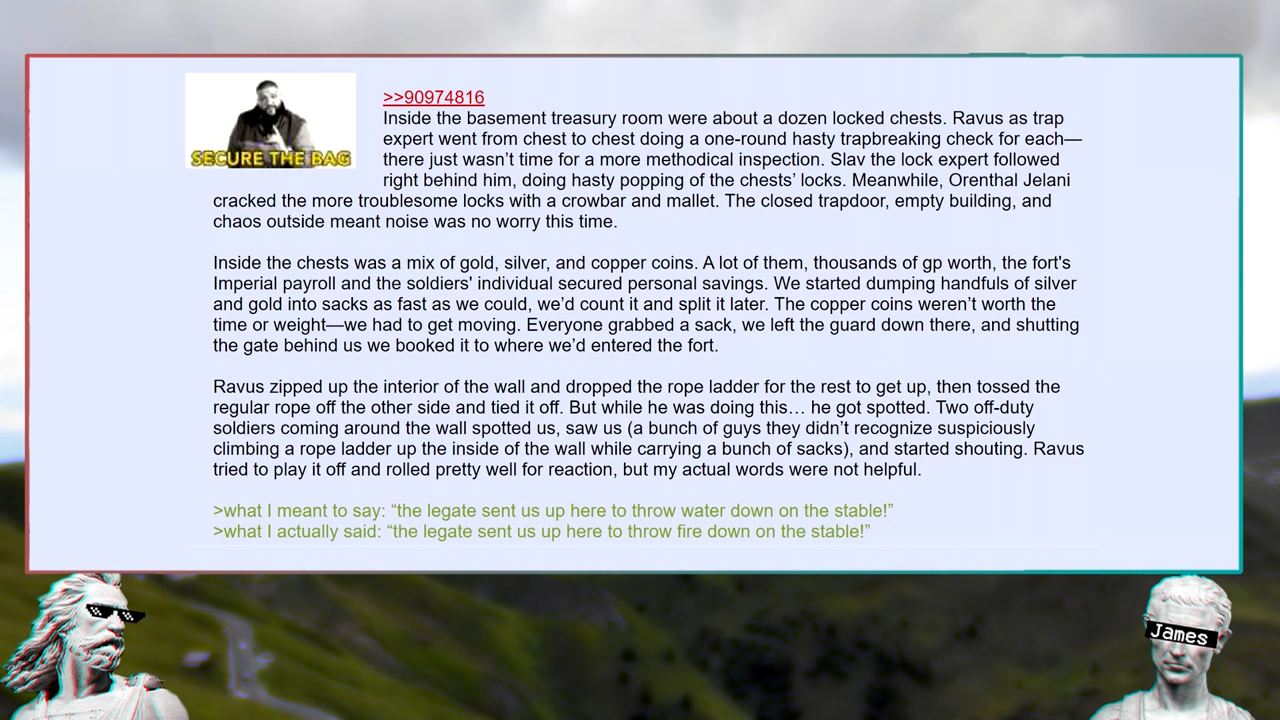 SECURE THE BAG
>>90974816
Inside the basement treasury room were about a dozen locked chests. Ravus as trap
expert went from chest to chest doing a one-round hasty trapbreaking check for each—
there just wasn’t time for a more methodical inspection. Slav the lock expert followed
right behind him, doing hasty popping of the chests’ locks. Meanwhile, Orenthal Jelani
cracked the more troublesome locks with a crowbar and mallet. The closed trapdoor, empty building, and
chaos outside meant noise was no worry this time.
Inside the chests was a mix of gold, silver, and copper coins. A lot of them, thousands of gp worth, the fort's
Imperial payroll and the soldiers' individual secured personal savings. We started dumping handfuls of silver
and gold into sacks as fast as we could, we’d count it and split it later. The copper coins weren’t worth the
time or weight—we had to get moving. Everyone grabbed a sack, we left the guard down there, and shutting
the gate behind us we booked it to where we’d entered the fort.
Ravus zipped up the interior of the wall and dropped the rope ladder for the rest to get up, then tossed the
regular rope off the other side and tied it off. But while he was doing this… he got spotted. Two off-duty
soldiers coming around the wall spotted us, saw us (a bunch of guys they didn’t recognize suspiciously
climbing a rope ladder up the inside of the wall while carrying a bunch of sacks), and started shouting. Ravus
tried to play it off and rolled pretty well for reaction, but my actual words were not helpful.
>what I meant to say: “the legate sent us up here to throw water down on the stable!”
>what I actually said: “the legate sent us up here to throw fire down on the stable!”
James